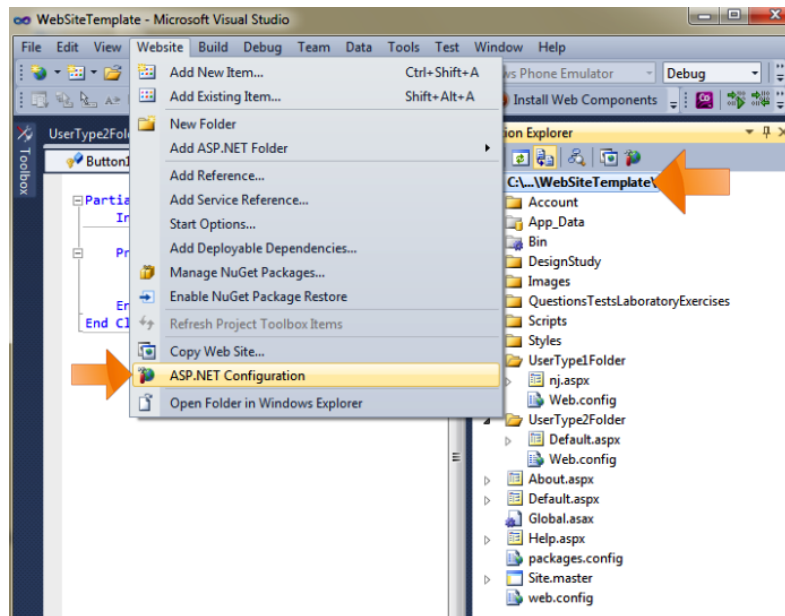 WebSiteTemplate - Microsoft Visual Studio
File Edit View Website Build Debug Team Data Tools Test Window Help
Phone Emulator Debug
Install Web Components
Toolbox
Button1
Partia
In
Pr
En
End Cl
Add New Item... Ctrl+Shift+A
Add Existing Item... Shift+Alt+A
New Folder
Add ASP.NET Folder
Add Reference...
Add Service Reference...
Start Options...
Add Deployable Dependencies...
Manage NuGet Packages...
Enable NuGet Package Restore
Refresh Project Toolbox Items
Copy Web Site...
ASP.NET Configuration
Open Folder in Windows Explorer
UserType2Fol
ion Explorer
C:\...\WebSiteTemplate\
Account
App_Data
Bin
DesignStudy
Images
QuestionsTestsLaboratoryExercises
Scripts
Styles
UserType1Folder
nj.aspx
Web.config
UserType2Folder
Default.aspx
Web.config
About.aspx
Default.aspx
Global.asax
Help.aspx
packages.config
Site.master
web.config